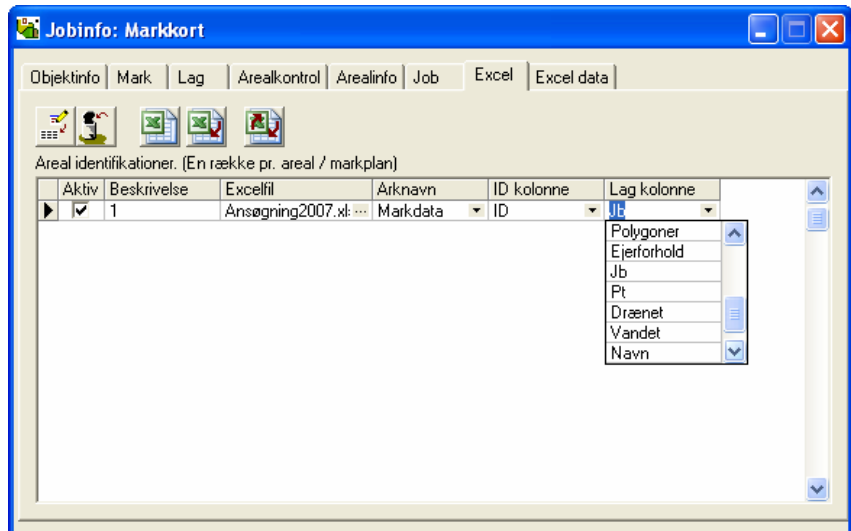 Jobinfo: Markkort
Objektinfo Mark Lag Arealkontrol Arealinfo Job Excel Excel data
Areal identifikationer. (En række pr. areal / markplan)
Aktiv Beskrivelse Excelfil Arknavn ID kolonne Lag kolonne
1 Ansøgning2007.xl: ... Markdata ID Jb
Polygoner
Ejerforhold
Jb
Pt
Drænet
Vandet
Navn